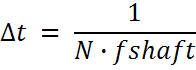 Δt = 1 / N · fshaft